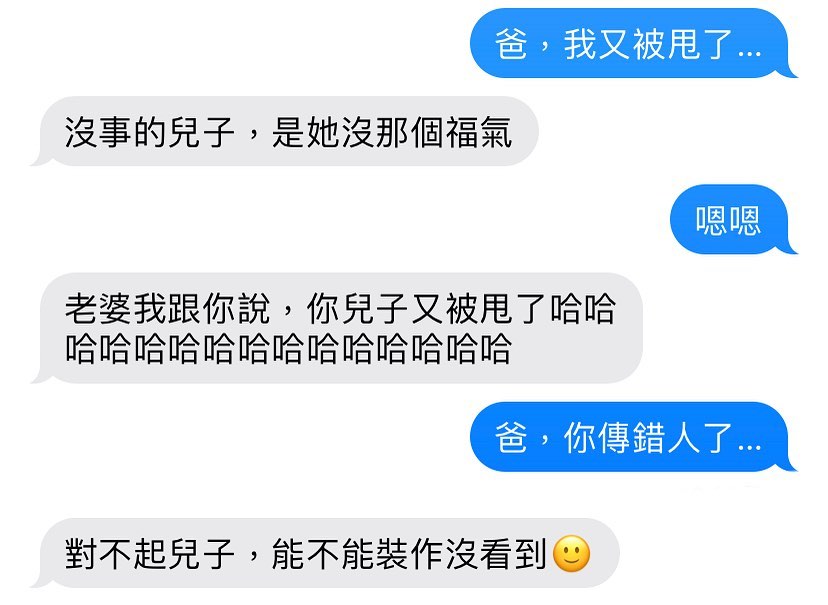 爸，我又被甩了...
沒事的兒子，是她沒那個福氣
嗯嗯
老婆我跟你說，你兒子又被甩了哈哈
哈哈哈哈哈哈哈哈哈哈哈哈哈
爸，你傳錯人了...
對不起兒子，能不能裝作沒看到🙂